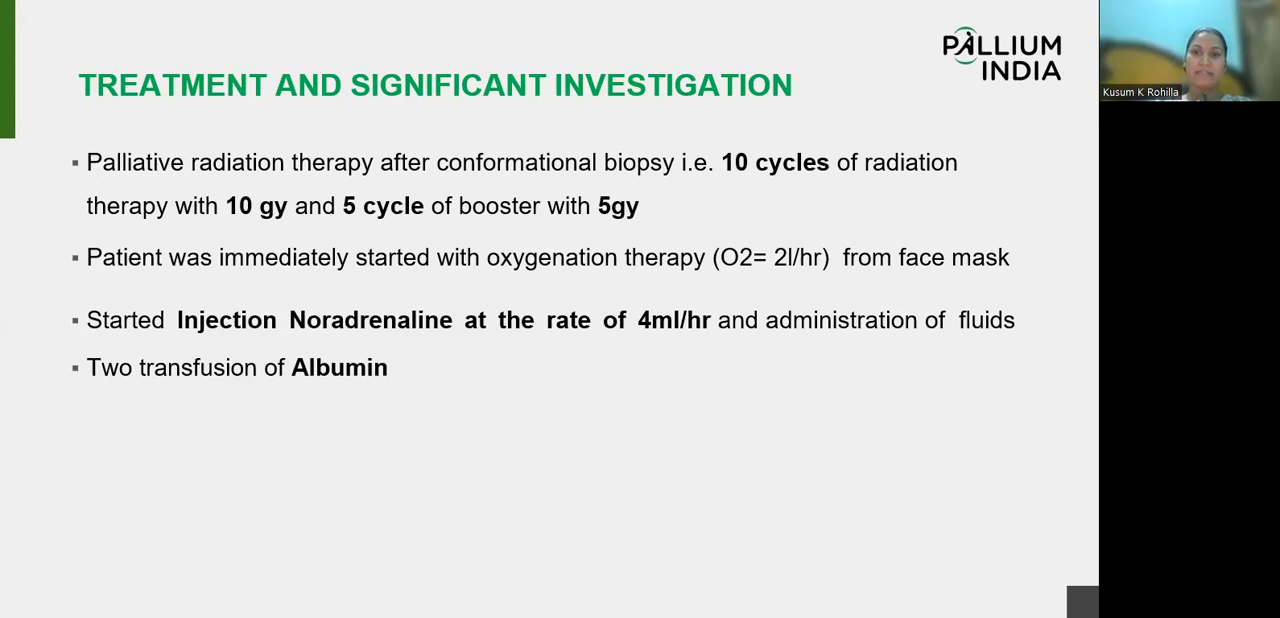 PALLIUM
INDIA
TREATMENT AND SIGNIFICANT INVESTIGATION
▪ Palliative radiation therapy after conformational biopsy i.e. 10 cycles of radiation
therapy with 10 gy and 5 cycle of booster with 5gy
▪ Patient was immediately started with oxygenation therapy (O2= 2l/hr) from face mask
▪ Started Injection Noradrenaline at the rate of 4ml/hr and administration of fluids
▪ Two transfusion of Albumin
Kusum K Rohilla